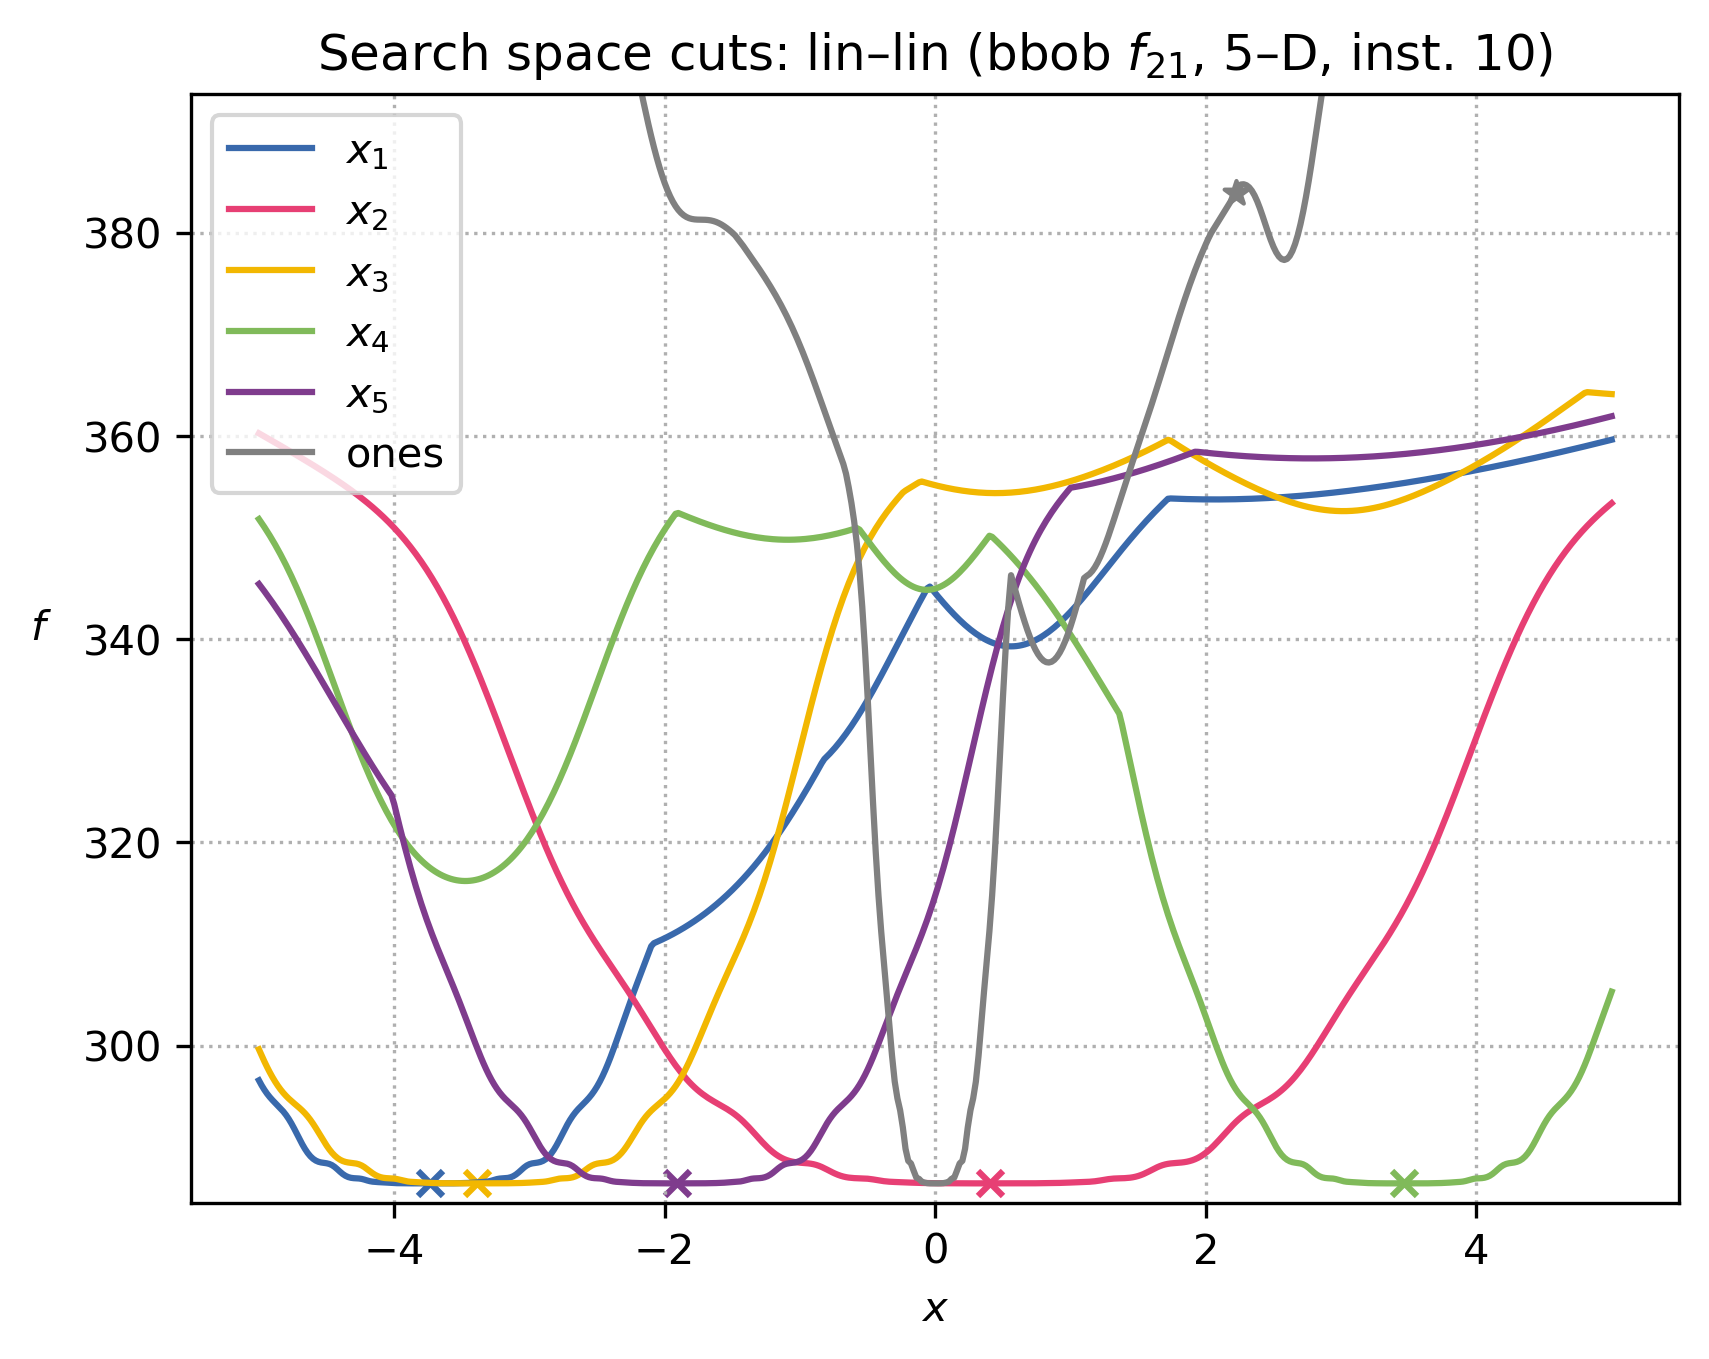 Search space cuts: lin–lin (bbob f₂₁, 5–D, inst. 10)
x₁
x₂
x₃
x₄
x₅
ones
380
360
340
320
300
f
−4 −2 0 2 4
x